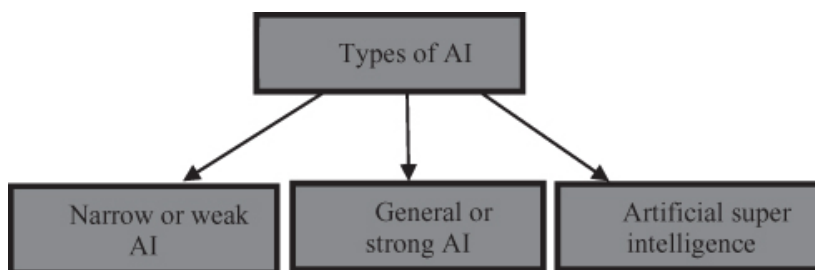 Types of AI
Narrow or weak
AI
General or
strong AI
Artificial super
intelligence